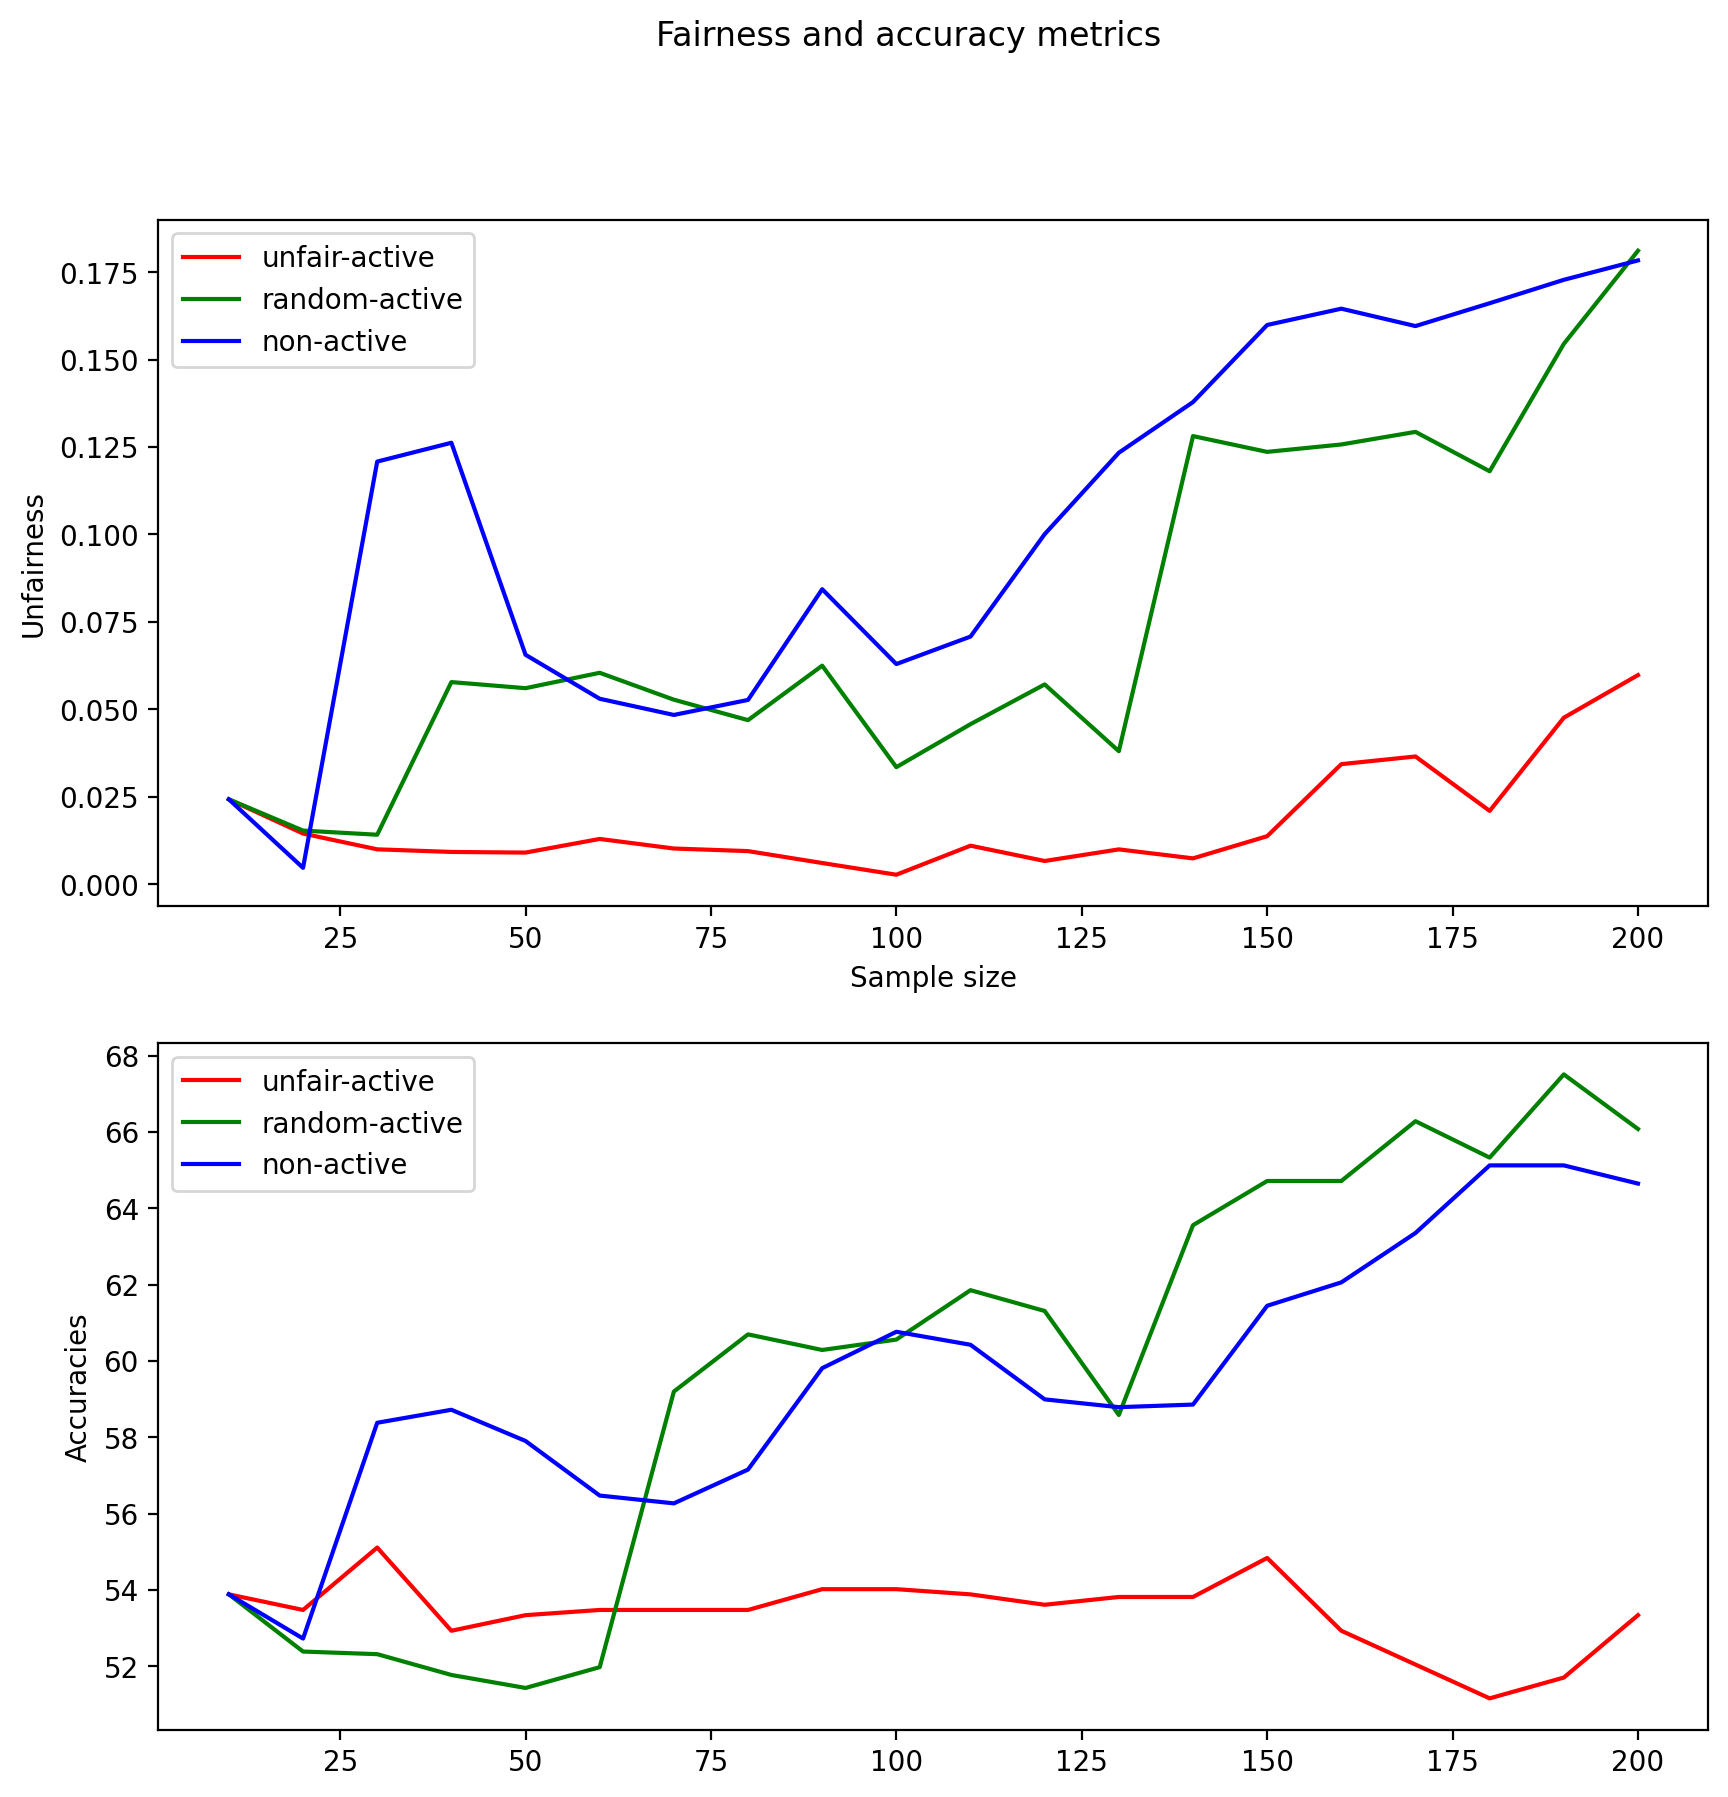 Fairness and accuracy metrics
unfair-active
random-active
non-active
0.175
0.150
0.125
0.100
0.075
0.050
0.025
0.000
Unfairness
25 50 75 100 125 150 175 200
Sample size
unfair-active
random-active
non-active
68
66
64
62
60
58
56
54
52
Accuracies
25 50 75 100 125 150 175 200